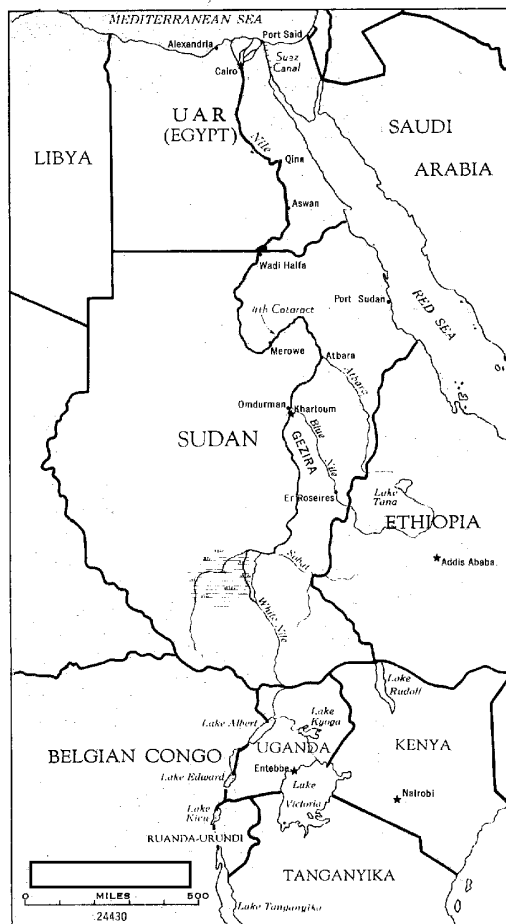 MEDITERRANEAN SEA
Port Said
Alexandria
Suez
Canal
Cairo
UAR
(EGYPT)
SAUDI
ARABIA
LIBYA
Nile
Qina
Aswan
Wadi Halfa
RED SEA
Port Sudan
4th Cataract
Merowe
Atbara
Atbara
Omdurman
Khartoum
SUDAN
GEZIRA
Blue
Nile
Er Roseires
Lake
Tana
ETHIOPIA
Addis Ababa
Sobat
White Nile
Lake
Rudolf
Lake Albert
Lake
Kyoga
BELGIAN CONGO
UGANDA
KENYA
Entebbe
Lake Edward
Lake
Victoria
Nairobi
Lake
Kivu
RUANDA-URUNDI
TANGANYIKA
0 MILES 500
24430
Lake Tanganyika